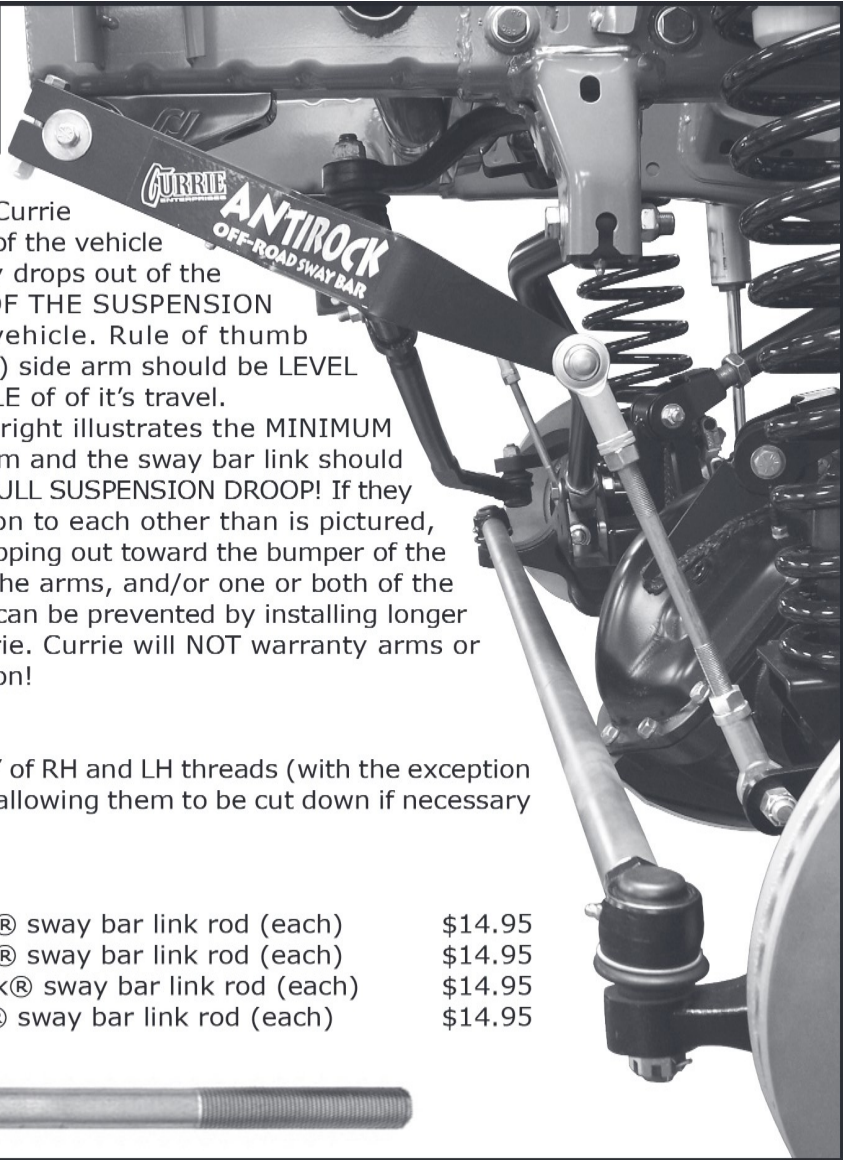 CURRIE
ENTERPRISES
ANTIROCK
OFF-ROAD SWAY BAR
Currie
of the vehicle
drops out of the
OF THE SUSPENSION
vehicle. Rule of thumb
) side arm should be LEVEL
LE of of it’s travel.
right illustrates the MINIMUM
m and the sway bar link should
ULL SUSPENSION DROOP! If they
on to each other than is pictured,
pping out toward the bumper of the
he arms, and/or one or both of the
can be prevented by installing longer
rie. Currie will NOT warranty arms or
on!
of RH and LH threads (with the exception
allowing them to be cut down if necessary
® sway bar link rod (each) $14.95
® sway bar link rod (each) $14.95
k® sway bar link rod (each) $14.95
® sway bar link rod (each) $14.95